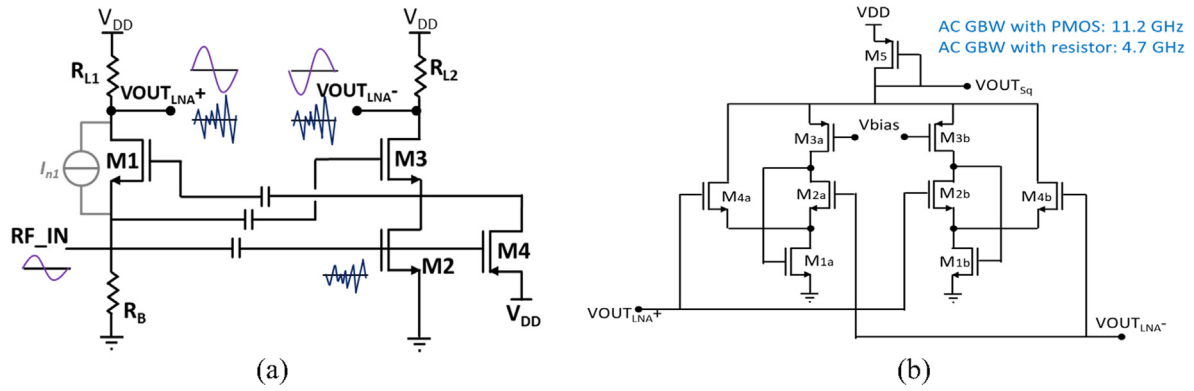 VDD
VDD
RL1
RL2
VOUTLNA+
VOUTLNA-
In1
M1
M3
RF_IN
M2
M4
RB
VDD
(a)
VDD
AC GBW with PMOS: 11.2 GHz
AC GBW with resistor: 4.7 GHz
M5
VOUTSq
Vbias
M3a
M3b
M4a
M2a
M2b
M4b
M1a
M1b
VOUTLNA+
VOUTLNA-
(b)